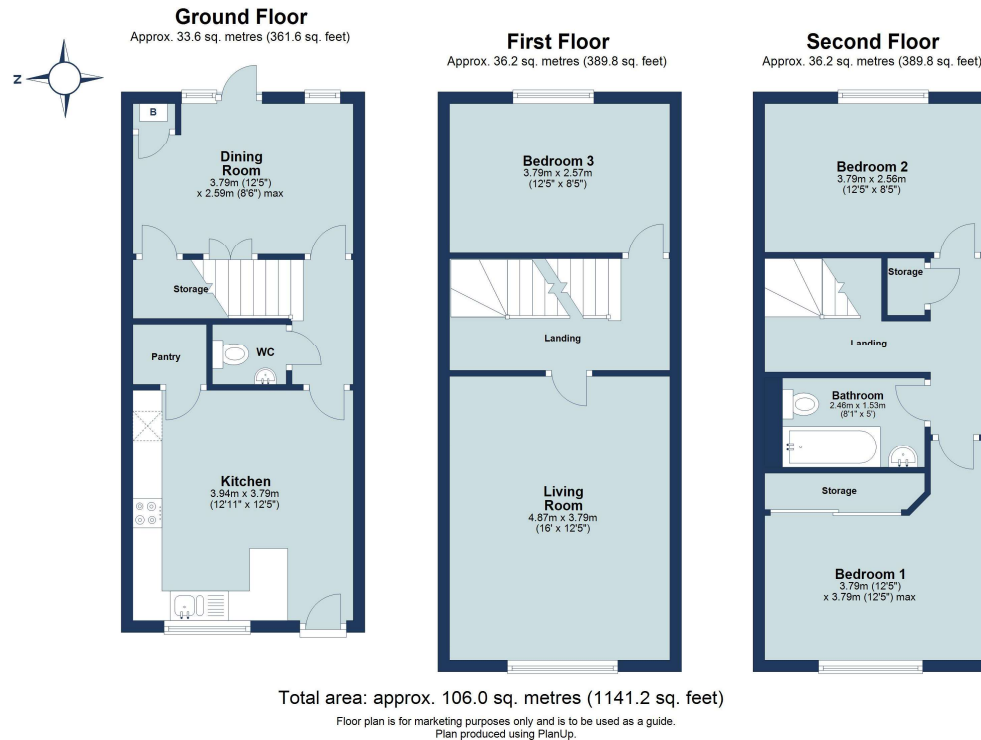 Ground Floor
Approx. 33.6 sq. metres (361.6 sq. feet)
N
B
Dining
Room
3.79m (12'5")
x 2.59m (8'6") max
Storage
Pantry
WC
Kitchen
3.94m x 3.79m
(12'11" x 12'5")
First Floor
Approx. 36.2 sq. metres (389.8 sq. feet)
Bedroom 3
3.79m x 2.57m
(12'5" x 8'5")
Landing
Living
Room
4.87m x 3.79m
(16' x 12'5")
Second Floor
Approx. 36.2 sq. metres (389.8 sq. feet)
Bedroom 2
3.79m x 2.56m
(12'5" x 8'5")
Storage
Landing
Bathroom
2.46m x 1.53m
(8'1" x 5')
Storage
Bedroom 1
3.79m (12'5")
x 3.79m (12'5") max
Total area: approx. 106.0 sq. metres (1141.2 sq. feet)
Floor plan is for marketing purposes only and is to be used as a guide.
Plan produced using PlanUp.